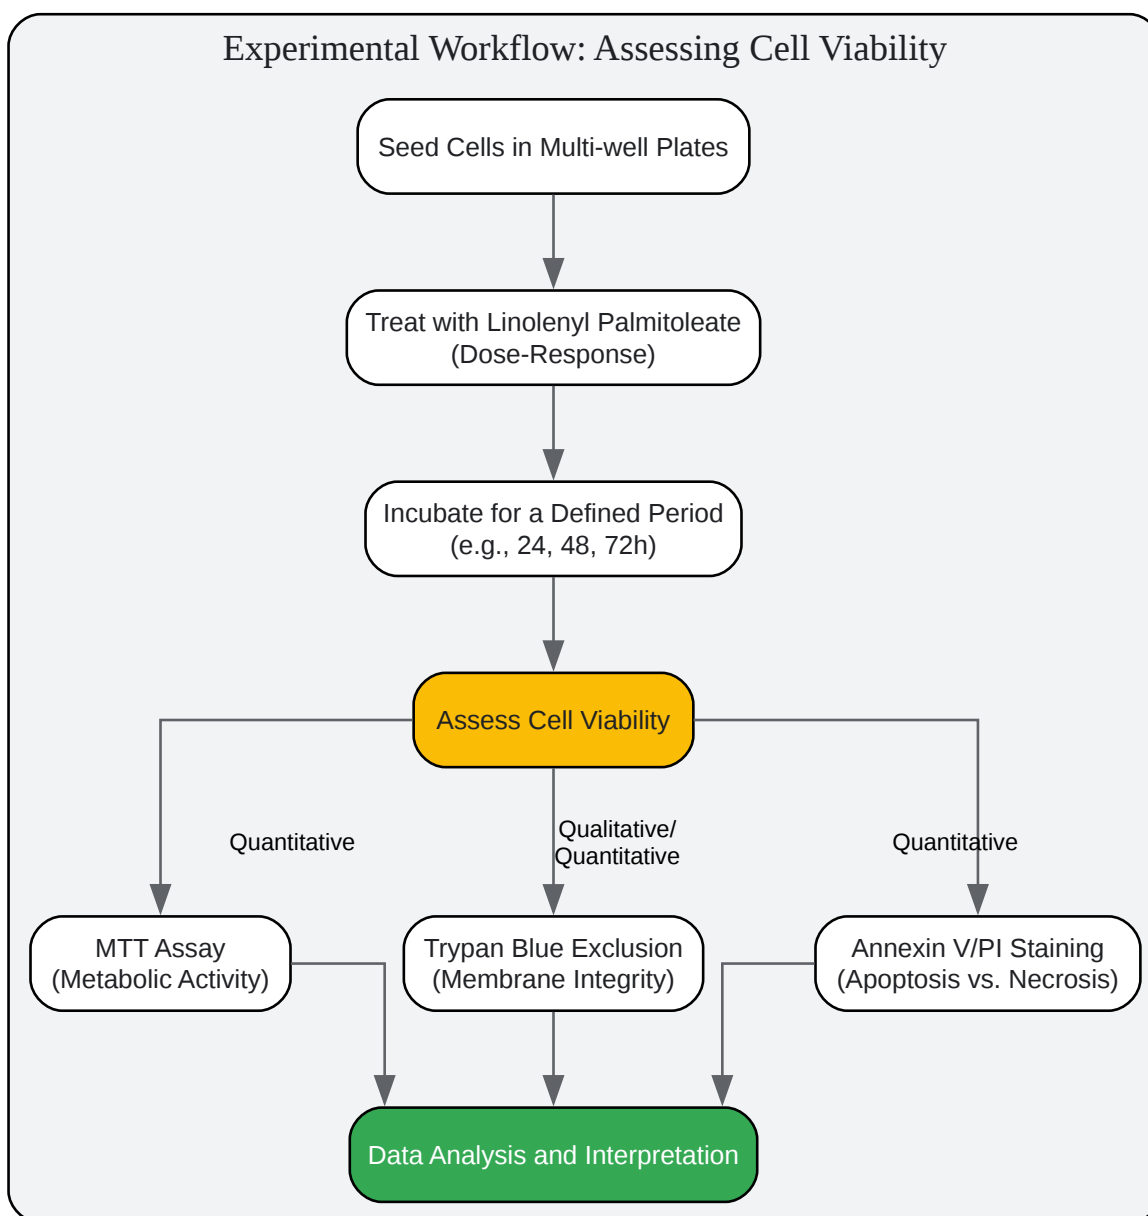 Experimental Workflow: Assessing Cell Viability
Seed Cells in Multi-well Plates
Treat with Linolenyl Palmitoleate
(Dose-Response)
Incubate for a Defined Period
(e.g., 24, 48, 72h)
Assess Cell Viability
Quantitative
Qualitative/
Quantitative
Quantitative
MTT Assay
(Metabolic Activity)
Trypan Blue Exclusion
(Membrane Integrity)
Annexin V/PI Staining
(Apoptosis vs. Necrosis)
Data Analysis and Interpretation